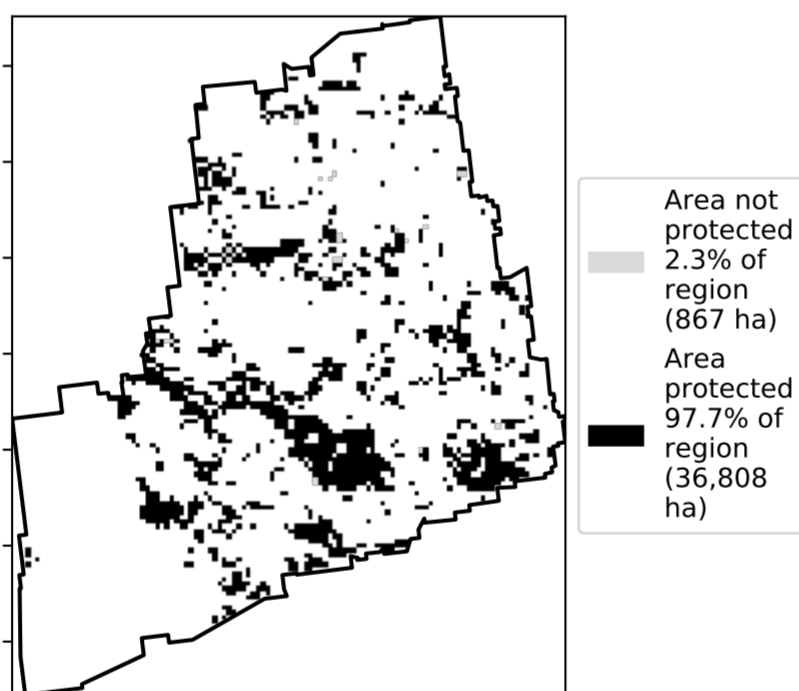 Area not
protected
2.3% of
region
(867 ha)
Area
protected
97.7% of
region
(36,808
ha)